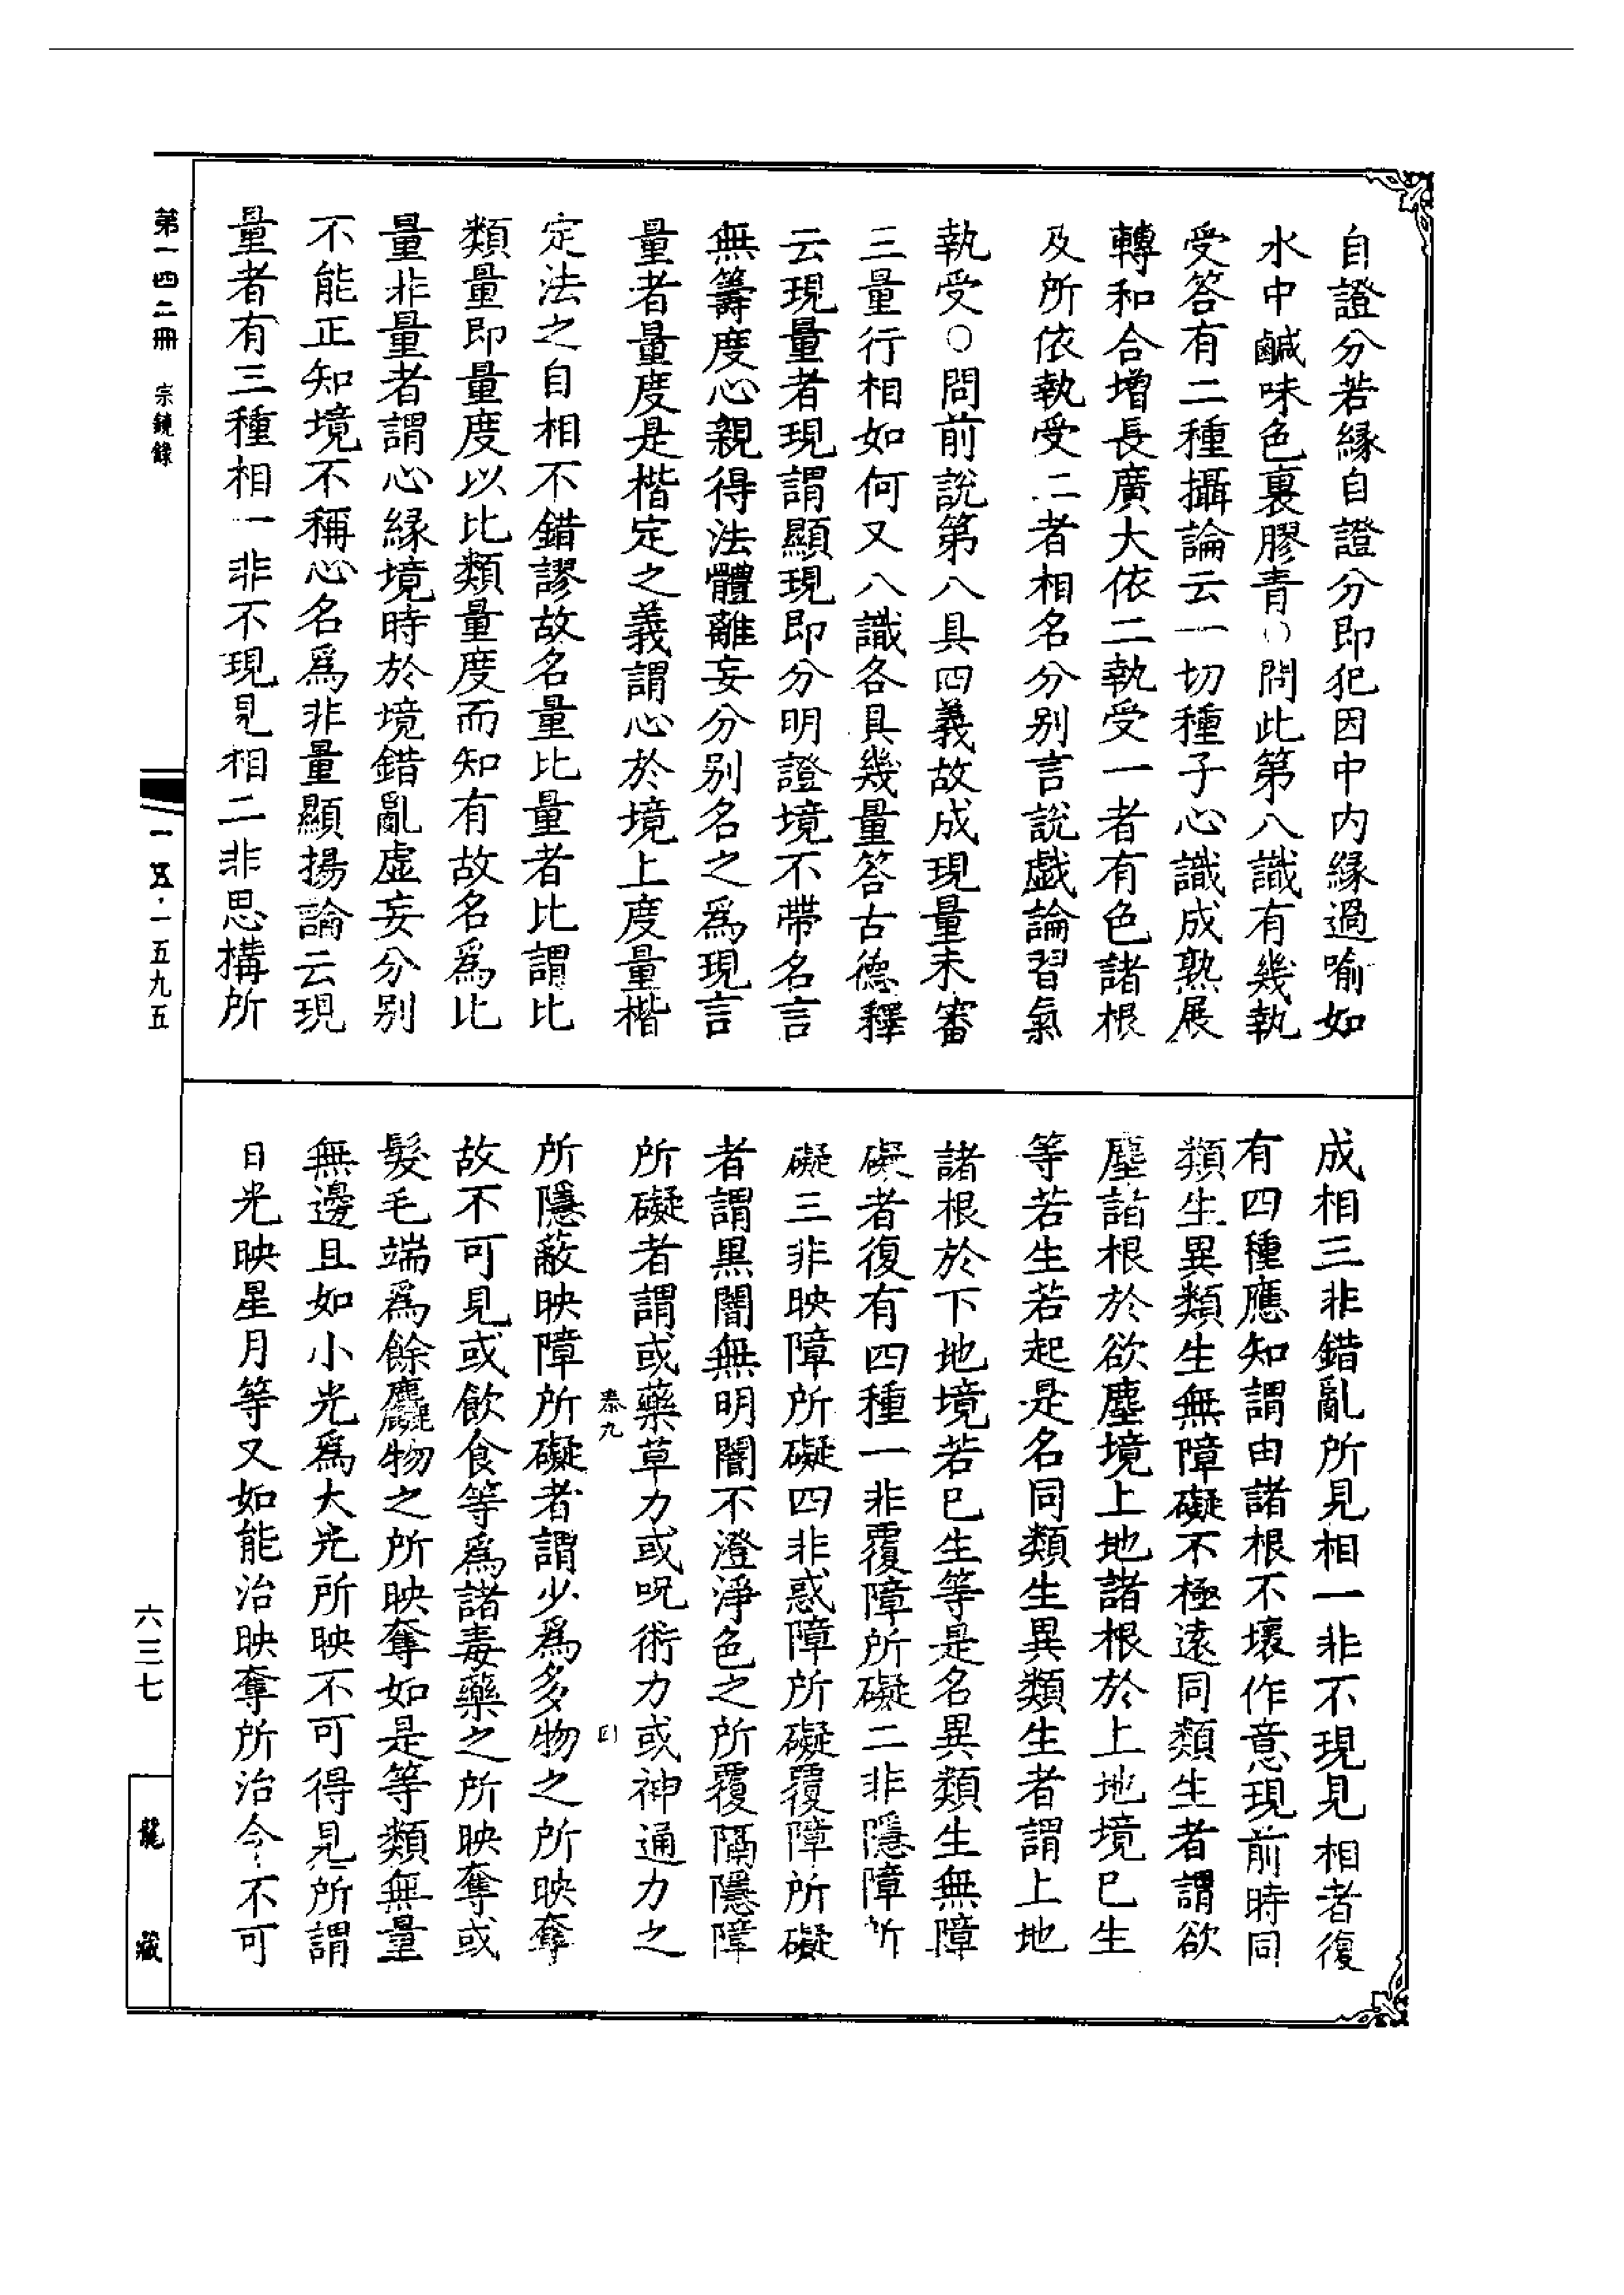 自證分若緣自證分即犯因中內緣過喻如
水中鹹味色裏膠青○問此第八識有幾執
受答有二種攝論云一切種子心識成熟展
轉和合增長廣大依二執受一者有色諸根
及所依執受二者相名分別言說戲論習氣
執受○問前說第八具四義故成現量未審
三量行相如何又八識各具幾量答古德釋
云現量者現謂顯現即分明證境不帶名言
無籌度心親得法體離妄分別名之爲現言
量者量度是楷定之義謂心於境上度量楷
定法之自相不錯謬故名量比量者比謂比
類量即量度以比類量度而知有故名爲比
量非量者謂心緣境時於境錯亂虛妄分別
不能正知境不稱心名爲非量顯揚論云現
量者有三種相一非不現見相二非思構所
成相三非錯亂所見相一非不現見相者復
有四種應知謂由諸根不壞作意現前時同
類生異類生無障礙不極遠同類生者謂欲
塵諸根於欲塵境上地諸根於上地境已生
等若生若起是名同類生異類生者謂上地
諸根於下地境若已生等是名異類生無障
礙者復有四種一非覆障所礙二非隱障所
礙三非映障所礙四非惑障所礙覆障所礙
者謂黑闇無明闇不澄淨色之所覆隔隱障
所礙者謂或藥草力或呪術力或神通力之
所隱蔽映障所礙者謂少爲多物之所映奪
故不可見或飲食等爲諸毒藥之所映奪或
髮毛端爲餘麤物之所映奪如是等類無量
無邊且如小光爲大光所映不可得見所謂
日光映星月等又如能治映奪所治令不可
第一四二冊 宗鏡錄
一五·一五九五
六三七
龍藏